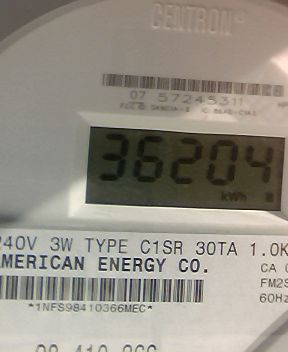 CENTRON®
07 57245311
36204
kWh
240V 3W TYPE C1SR 30TA 1.0K
AMERICAN ENERGY CO.
CA
FM2S
60Hz
*1NFS98410366MEC*